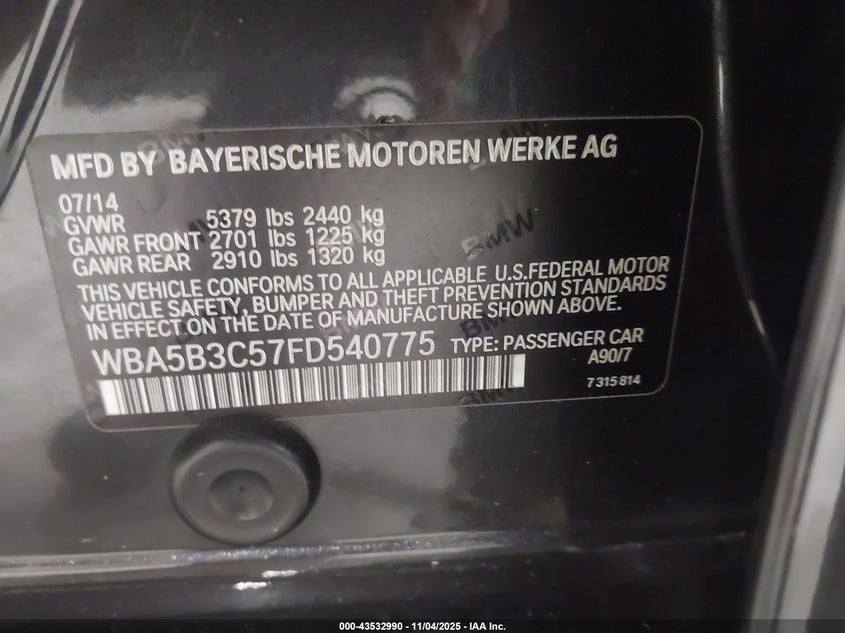 MFD BY BAYERISCHE MOTOREN WERKE AG
07/14
GVWR 5379 lbs 2440 kg
GAWR FRONT 2701 lbs 1225 kg
GAWR REAR 2910 lbs 1320 kg
THIS VEHICLE CONFORMS TO ALL APPLICABLE U.S.FEDERAL MOTOR
VEHICLE SAFETY, BUMPER AND THEFT PREVENTION STANDARDS
IN EFFECT ON THE DATE OF MANUFACTURE SHOWN ABOVE.
WBA5B3C57FD540775 TYPE: PASSENGER CAR
A90/7
7 315 814
000-43532990 - 11/04/2025 - IAA Inc.